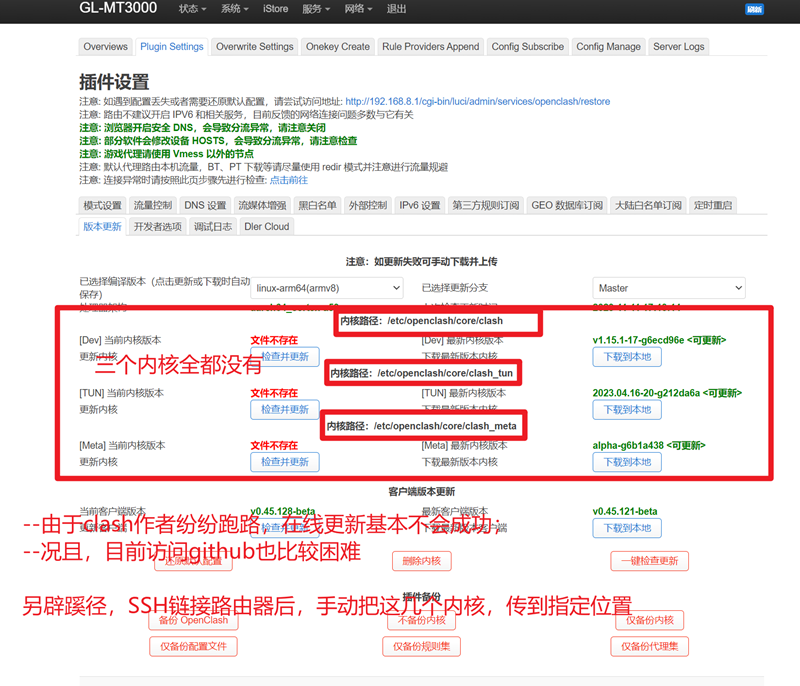 GL-MT3000 状态 系统 iStore 服务 网络 退出 刷新
Overviews Plugin Settings Overwrite Settings Onekey Create Rule Providers Append Config Subscribe Config Manage Server Logs
插件设置
注意: 如遇到配置丢失或者需要还原默认配置，请尝试访问地址: http://192.168.8.1/cgi-bin/luci/admin/services/openclash/restore
注意: 路由不建议开启 IPV6 和相关服务，目前反馈的网络连接问题多数与它有关
注意: 浏览器开启安全 DNS，会导致分流异常，请注意关闭
注意: 部分软件会修改设备 HOSTS，会导致分流异常，请注意检查
注意: 游戏代理请使用 Vmess 以外的节点
注意: 默认代理路由本机流量，BT、PT 下载等请尽量使用 redir 模式并注意进行流量规避
注意: 连接异常时请按照此页步骤先进行检查: 点击前往
模式设置 流量控制 DNS 设置 流媒体增强 黑白名单 外部控制 IPv6 设置 第三方规则订阅 GEO 数据库订阅 大陆白名单订阅 定时重启
版本更新 开发者选项 调试日志 Dler Cloud
注意：如更新失败可手动下载并上传
已选择编译版本（点击更新或下载时自动保存） linux-arm64(armv8) 已选择更新分支 Master
处理器架构
内核路径：/etc/openclash/core/clash
[Dev] 当前内核版本 文件不存在 [Dev] 最新内核版本 v1.15.1-17-g6ecd96e <可更新>
更新内核 检查并更新 下载最新版本内核 下载到本地
三个内核全都没有
内核路径：/etc/openclash/core/clash_tun
[TUN] 当前内核版本 文件不存在 [TUN] 最新内核版本 2023.04.16-20-g212da6a <可更新>
更新内核 检查并更新 下载最新版本内核 下载到本地
内核路径：/etc/openclash/core/clash_meta
[Meta] 当前内核版本 文件不存在 [Meta] 最新内核版本 alpha-g6b1a438 <可更新>
更新内核 检查并更新 下载最新版本内核 下载到本地
客户端版本更新
当前客户端版本 v0.45.128-beta 最新客户端版本 v0.45.121-beta
检查并更新 下载到本地
--由于clash作者纷纷跑路，在线更新基本不会成功；
--况且，目前访问github也比较困难
还原默认配置 删除内核 一键检查更新
插件备份
另辟蹊径，SSH链接路由器后，手动把这几个内核，传到指定位置
备份 OpenClash 不备份内核 仅备份内核
仅备份配置文件 仅备份规则集 仅备份代理集